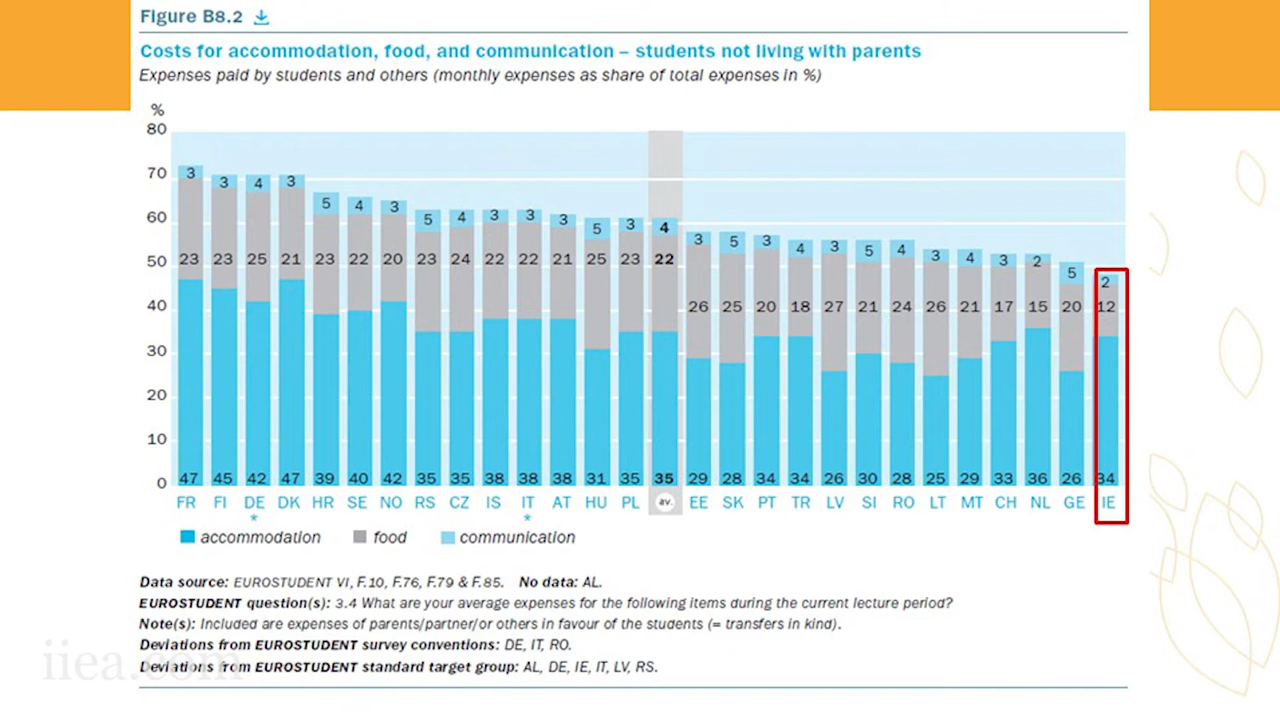 Figure B8.2
Costs for accommodation, food, and communication – students not living with parents
Expenses paid by students and others (monthly expenses as share of total expenses in %)
%
80
70
60
50
40
30
20
10
0
3 3 4 3 5 4 3 5 4 3 3 3 5 3 4 3 5 3 4 3 5 4 3 4 3 2 5 2
23 23 25 21 23 22 20 23 24 22 22 21 25 23 22 26 25 20 18 27 21 24 26 21 17 15 20 12
47 45 42 47 39 40 42 35 35 38 38 38 31 35 35 29 28 34 34 26 30 28 25 29 33 36 26 34
FR FI DE DK HR SE NO RS CZ IS IT AT HU PL av. EE SK PT TR LV SI RO LT MT CH NL GE IE
* *
accommodation food communication
Data source: EUROSTUDENT VI, F.10, F.76, F.79 & F.85. No data: AL.
EUROSTUDENT question(s): 3.4 What are your average expenses for the following items during the current lecture period?
Note(s): Included are expenses of parents/partner/or others in favour of the students (= transfers in kind).
Deviations from EUROSTUDENT survey conventions: DE, IT, RO.
Deviations from EUROSTUDENT standard target group: AL, DE, IE, IT, LV, RS.
iiea.com